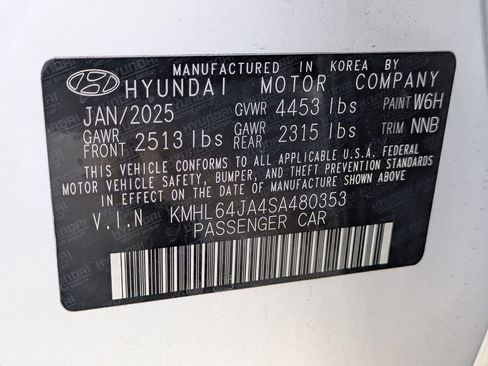 MANUFACTURED IN KOREA BY
HYUNDAI MOTOR COMPANY
JAN/2025 GVWR 4453 lbs PAINT W6H
GAWR FRONT 2513 lbs GAWR REAR 2315 lbs TRIM NNB
THIS VEHICLE CONFORMS TO ALL APPLICABLE U.S.A. FEDERAL
MOTOR VEHICLE SAFETY, BUMPER, AND THEFT PREVENTION STANDARDS
IN EFFECT ON THE DATE OF MANUFACTURE SHOWN ABOVE.
V.I.N. KMHL64JA4SA480353
PASSENGER CAR